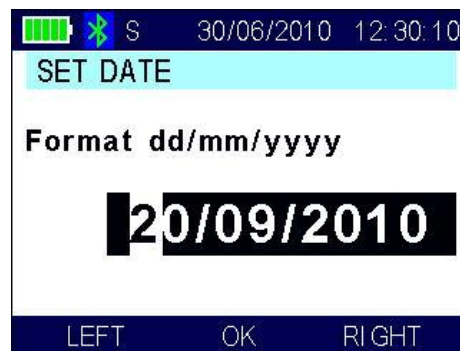 S 30/06/2010 12:30:10
SET DATE
Format dd/mm/yyyy
20/09/2010
LEFT OK RIGHT